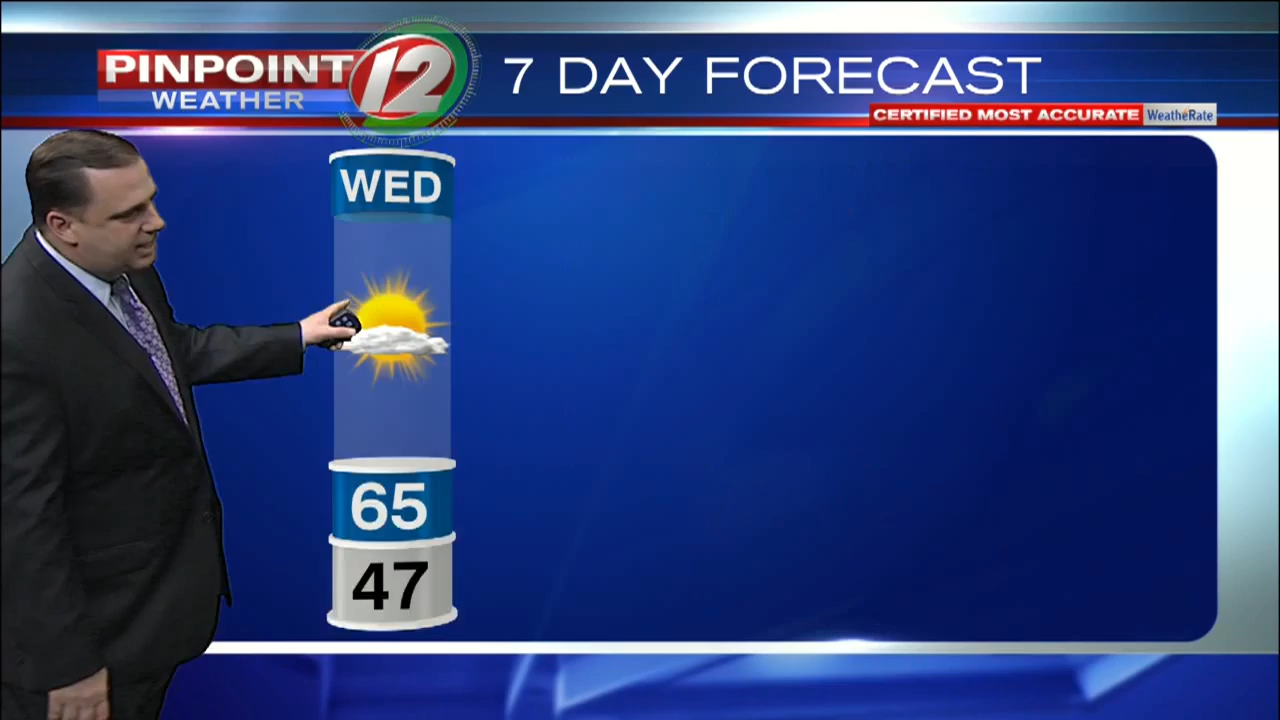 PINPOINT 12
WEATHER
7 DAY FORECAST
CERTIFIED MOST ACCURATE WeatheRate
WED
65
47